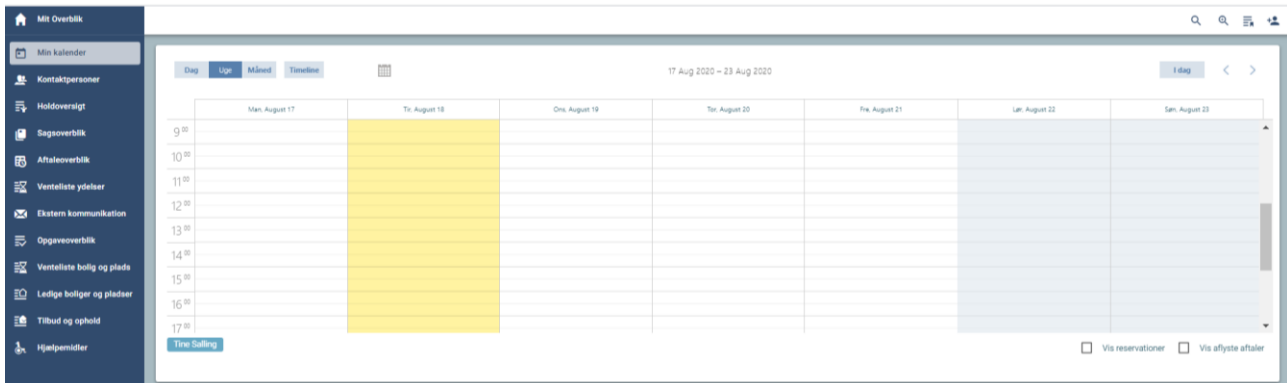 Mit Overblik
Min kalender
Kontaktpersoner
Holdoversigt
Sagsoverblik
Aftaleoverblik
Venteliste ydelser
Ekstern kommunikation
Opgaveoverblik
Venteliste bolig og plads
Ledige boliger og pladser
Tilbud og ophold
Hjælpemidler
Dag Uge Måned Timeline 17 Aug 2020 – 23 Aug 2020 I dag
Man, August 17 Tir, August 18 Ons, August 19 Tor, August 20 Fre, August 21 Lør, August 22 Søn, August 23
9 00
10 00
11 00
12 00
13 00
14 00
15 00
16 00
17 00
Tine Salling
Vis reservationer Vis aflyste aftaler